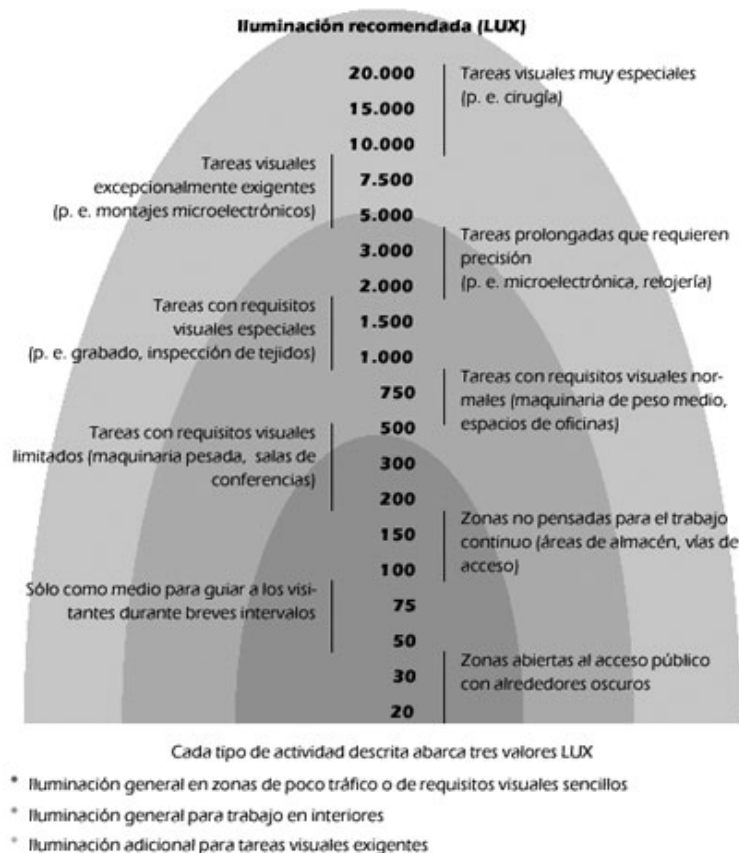 Iluminación recomendada (LUX)
20.000
Tareas visuales muy especiales
(p. e. cirugía)
15.000
10.000
Tareas visuales
excepcionalmente exigentes
(p. e. montajes microelectrónicos)
7.500
5.000
3.000
Tareas prolongadas que requieren
precisión
(p. e. microelectrónica, relojería)
2.000
Tareas con requisitos
visuales especiales
(p. e. grabado, inspección de tejidos)
1.500
1.000
750
Tareas con requisitos visuales nor-
males (maquinaria de peso medio,
espacios de oficinas)
500
Tareas con requisitos visuales
limitados (maquinaria pesada, salas de
conferencias)
300
200
Zonas no pensadas para el trabajo
continuo (áreas de almacén, vías de
acceso)
150
100
Sólo como medio para guiar a los visi-
tantes durante breves intervalos
75
50
Zonas abiertas al acceso público
con alrededores oscuros
30
20
Cada tipo de actividad descrita abarca tres valores LUX
* Iluminación general en zonas de poco tráfico o de requisitos visuales sencillos
* Iluminación general para trabajo en interiores
* Iluminación adicional para tareas visuales exigentes